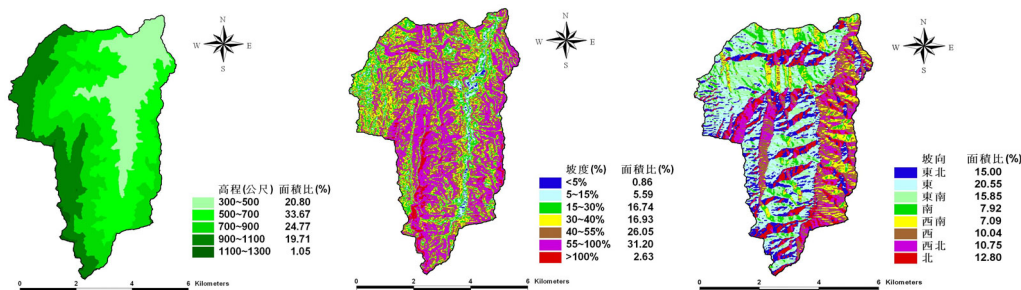 N
W E
S
高程(公尺) 面積比(%)
300~500 20.80
500~700 33.67
700~900 24.77
900~1100 19.71
1100~1300 1.05
0 2 4 6 Kilometers
N
W E
S
坡度(%) 面積比(%)
<5% 0.86
5~15% 5.59
15~30% 16.74
30~40% 16.93
40~55% 26.05
55~100% 31.20
>100% 2.63
0 2 4 6 Kilometers
N
W E
S
坡向 面積比(%)
東北 15.00
東 20.55
東南 15.85
南 7.92
西南 7.09
西 10.04
西北 10.75
北 12.80
0 2 4 6 Kilometers